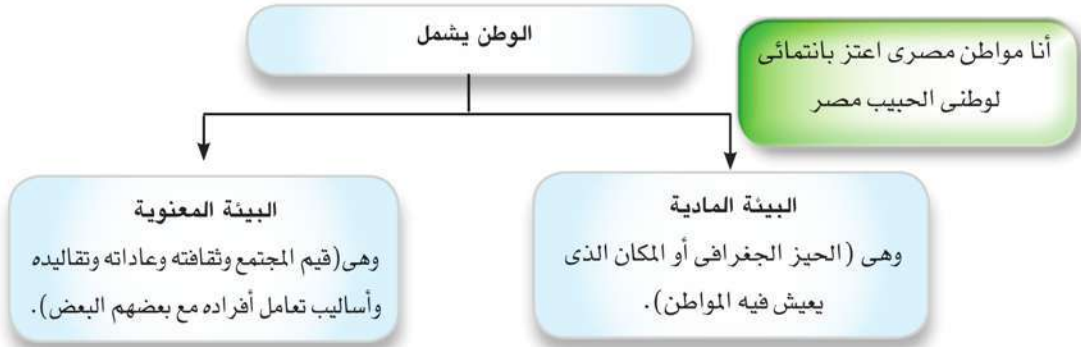 الوطن يشمل
أنا مواطن مصرى اعتز بانتمائى
لوطنى الحبيب مصر
البيئة المادية
وهى (الحيز الجغرافى أو المكان الذى
يعيش فيه المواطن).
البيئة المعنوية
وهى(قيم المجتمع وثقافته وعاداته وتقاليده
وأساليب تعامل أفراده مع بعضهم البعض).